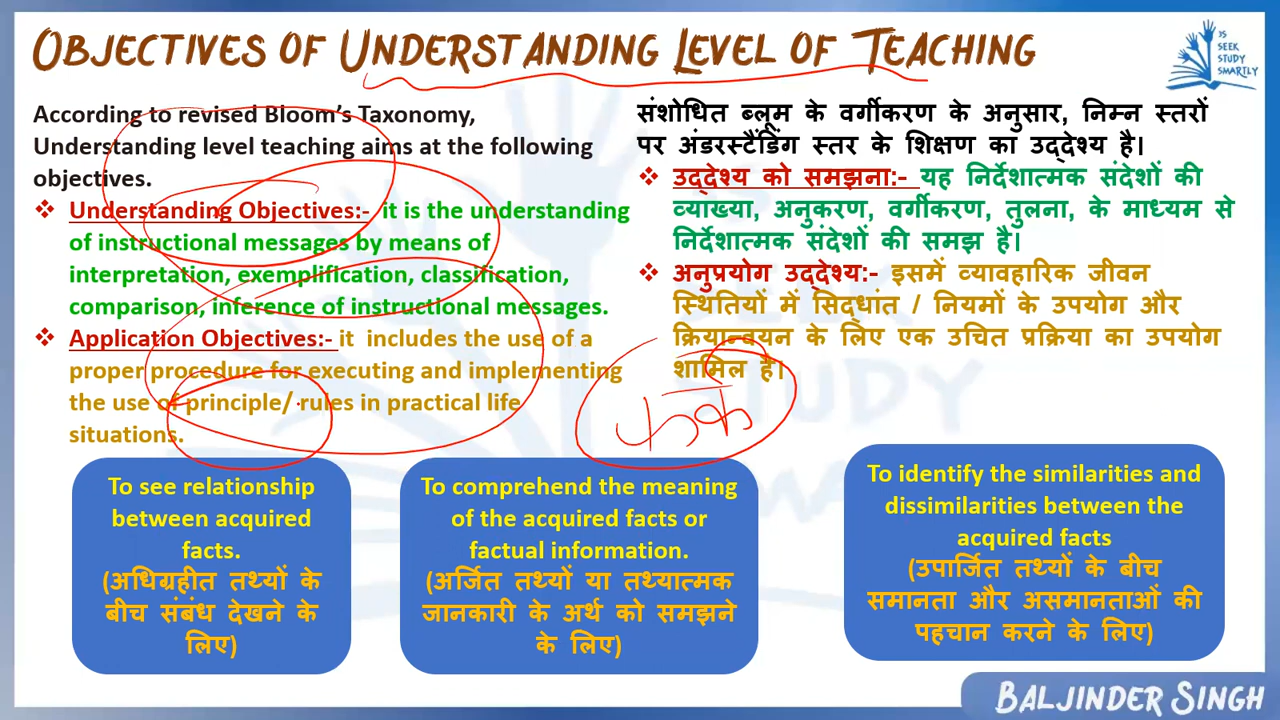 OBJECTIVES OF UNDERSTANDING LEVEL OF TEACHING
3S
SEEK
STUDY
SMARTLY
According to revised Bloom's Taxonomy,
Understanding level teaching aims at the following
objectives.
❖ Understanding Objectives:- it is the understanding
of instructional messages by means of
interpretation, exemplification, classification,
comparison, inference of instructional messages.
❖ Application Objectives:- it includes the use of a
proper procedure for executing and implementing
the use of principle/ rules in practical life
situations.
संशोधित ब्लूम के वर्गीकरण के अनुसार, निम्न स्तरों
पर अंडरस्टैंडिंग स्तर के शिक्षण का उद्देश्य है।
❖ उद्देश्य को समझना:- यह निर्देशात्मक संदेशों की
व्याख्या, अनुकरण, वर्गीकरण, तुलना, के माध्यम से
निर्देशात्मक संदेशों की समझ है।
❖ अनुप्रयोग उद्देश्य:- इसमें व्यावहारिक जीवन
स्थितियों में सिद्धांत / नियमों के उपयोग और
क्रियान्वयन के लिए एक उचित प्रक्रिया का उपयोग
शामिल है।
To see relationship
between acquired
facts.
(अधिग्रहीत तथ्यों के
बीच संबंध देखने के
लिए)
To comprehend the meaning
of the acquired facts or
factual information.
(अर्जित तथ्यों या तथ्यात्मक
जानकारी के अर्थ को समझने
के लिए)
To identify the similarities and
dissimilarities between the
acquired facts
(उपार्जित तथ्यों के बीच
समानता और असमानताओं की
पहचान करने के लिए)
BALJINDER SINGH